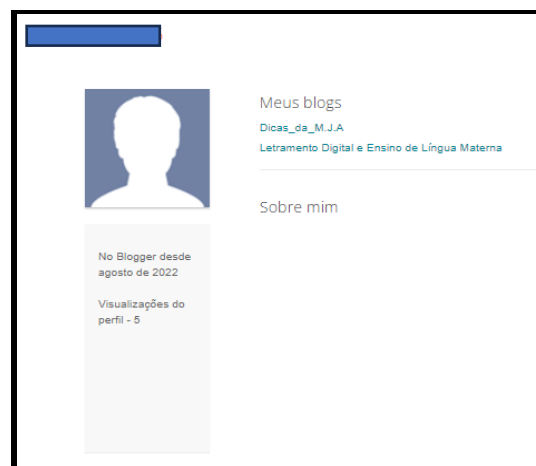 Meus blogs
Dicas_da_M.J.A
Letramento Digital e Ensino de Língua Materna
Sobre mim
No Blogger desde
agosto de 2022
Visualizações do
perfil - 5